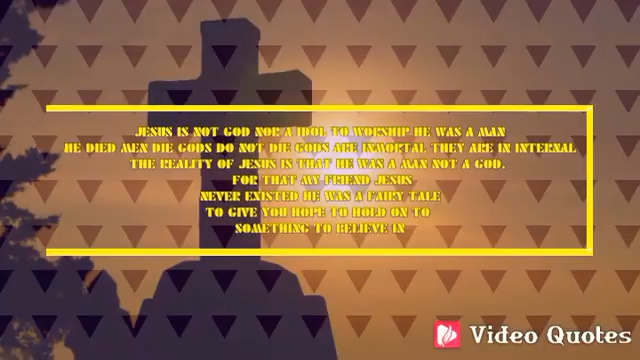 JESUS IS NOT GOD NOR A IDOL TO WORSHIP HE WAS A MAN
HE DIED MEN DIE GODS DO NOT DIE GODS ARE INMORTAL THEY ARE IN INTERNAL
THE REALITY OF JESUS IS THAT HE WAS A MAN NOT A GOD.
FOR THAT MY FRIEND JESUS
NEVER EXISTED HE WAS A FAIRY TALE
TO GIVE YOU HOPE TO HOLD ON TO
SOMETHING TO BELIEVE IN
Video Quotes